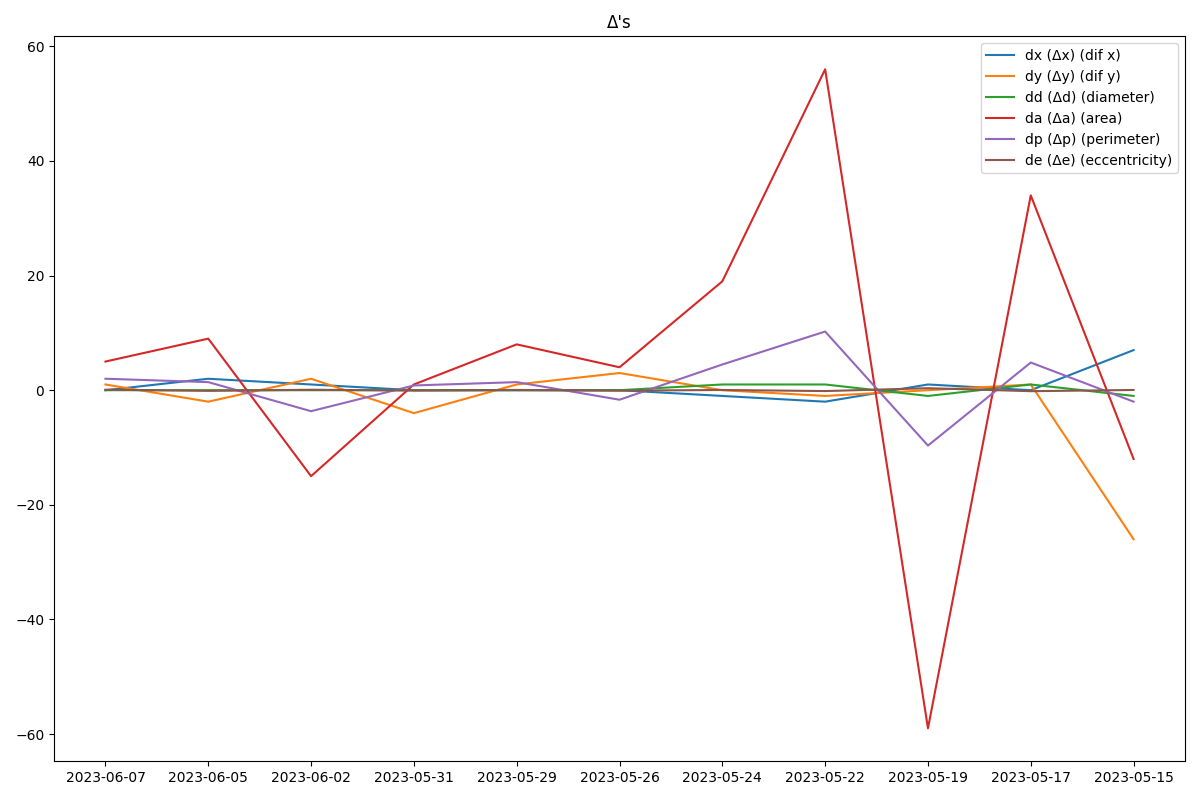 Δ's
60
40
20
0
−20
−40
−60
dx (Δx) (dif x)
dy (Δy) (dif y)
dd (Δd) (diameter)
da (Δa) (area)
dp (Δp) (perimeter)
de (Δe) (eccentricity)
2023-06-07 2023-06-05 2023-06-02 2023-05-31 2023-05-29 2023-05-26 2023-05-24 2023-05-22 2023-05-19 2023-05-17 2023-05-15